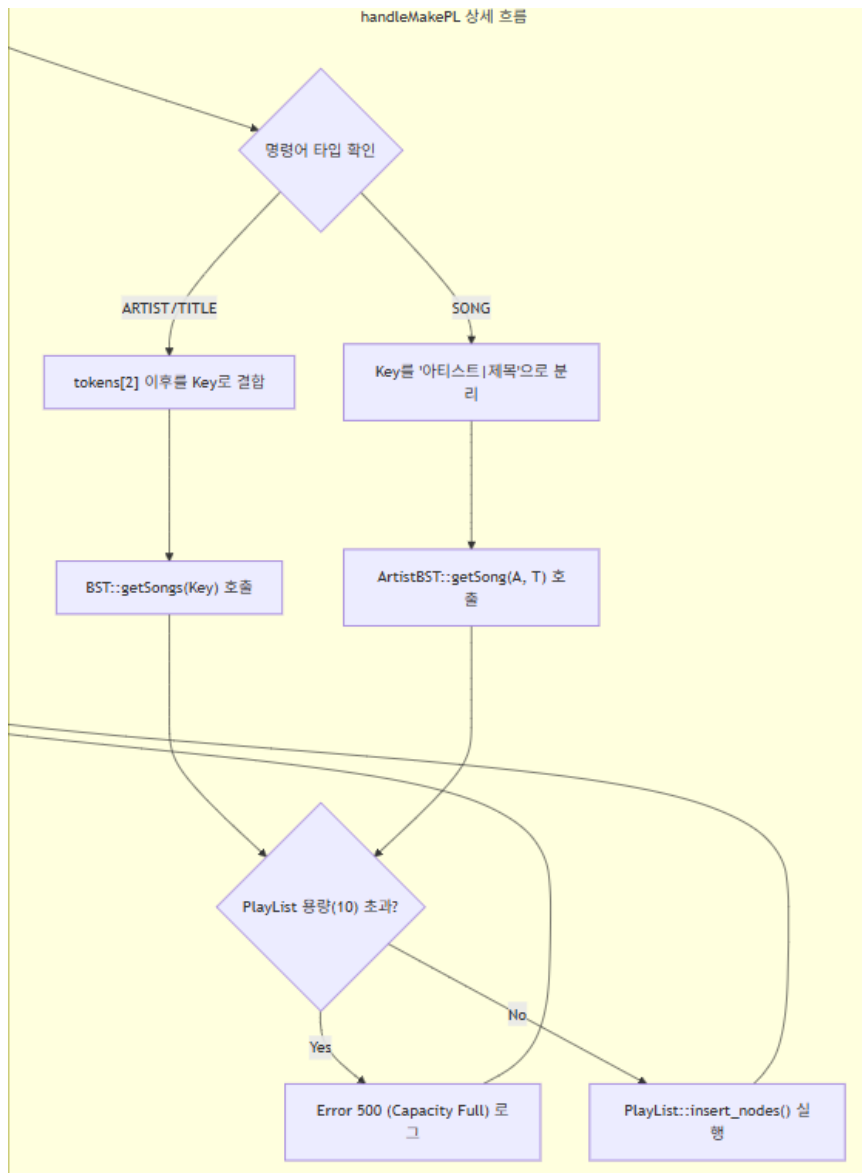 handleMakePL 상세 흐름
명령어 타입 확인
ARTIST/TITLE
SONG
tokens[2] 이후를 Key로 결합
Key를 '아티스트|제목'으로 분
리
BST::getSongs(Key) 호출
ArtistBST::getSong(A, T) 호
출
PlayList 용량(10) 초과?
No
Yes
Error 500 (Capacity Full) 로
그
PlayList::insert_nodes() 실
행